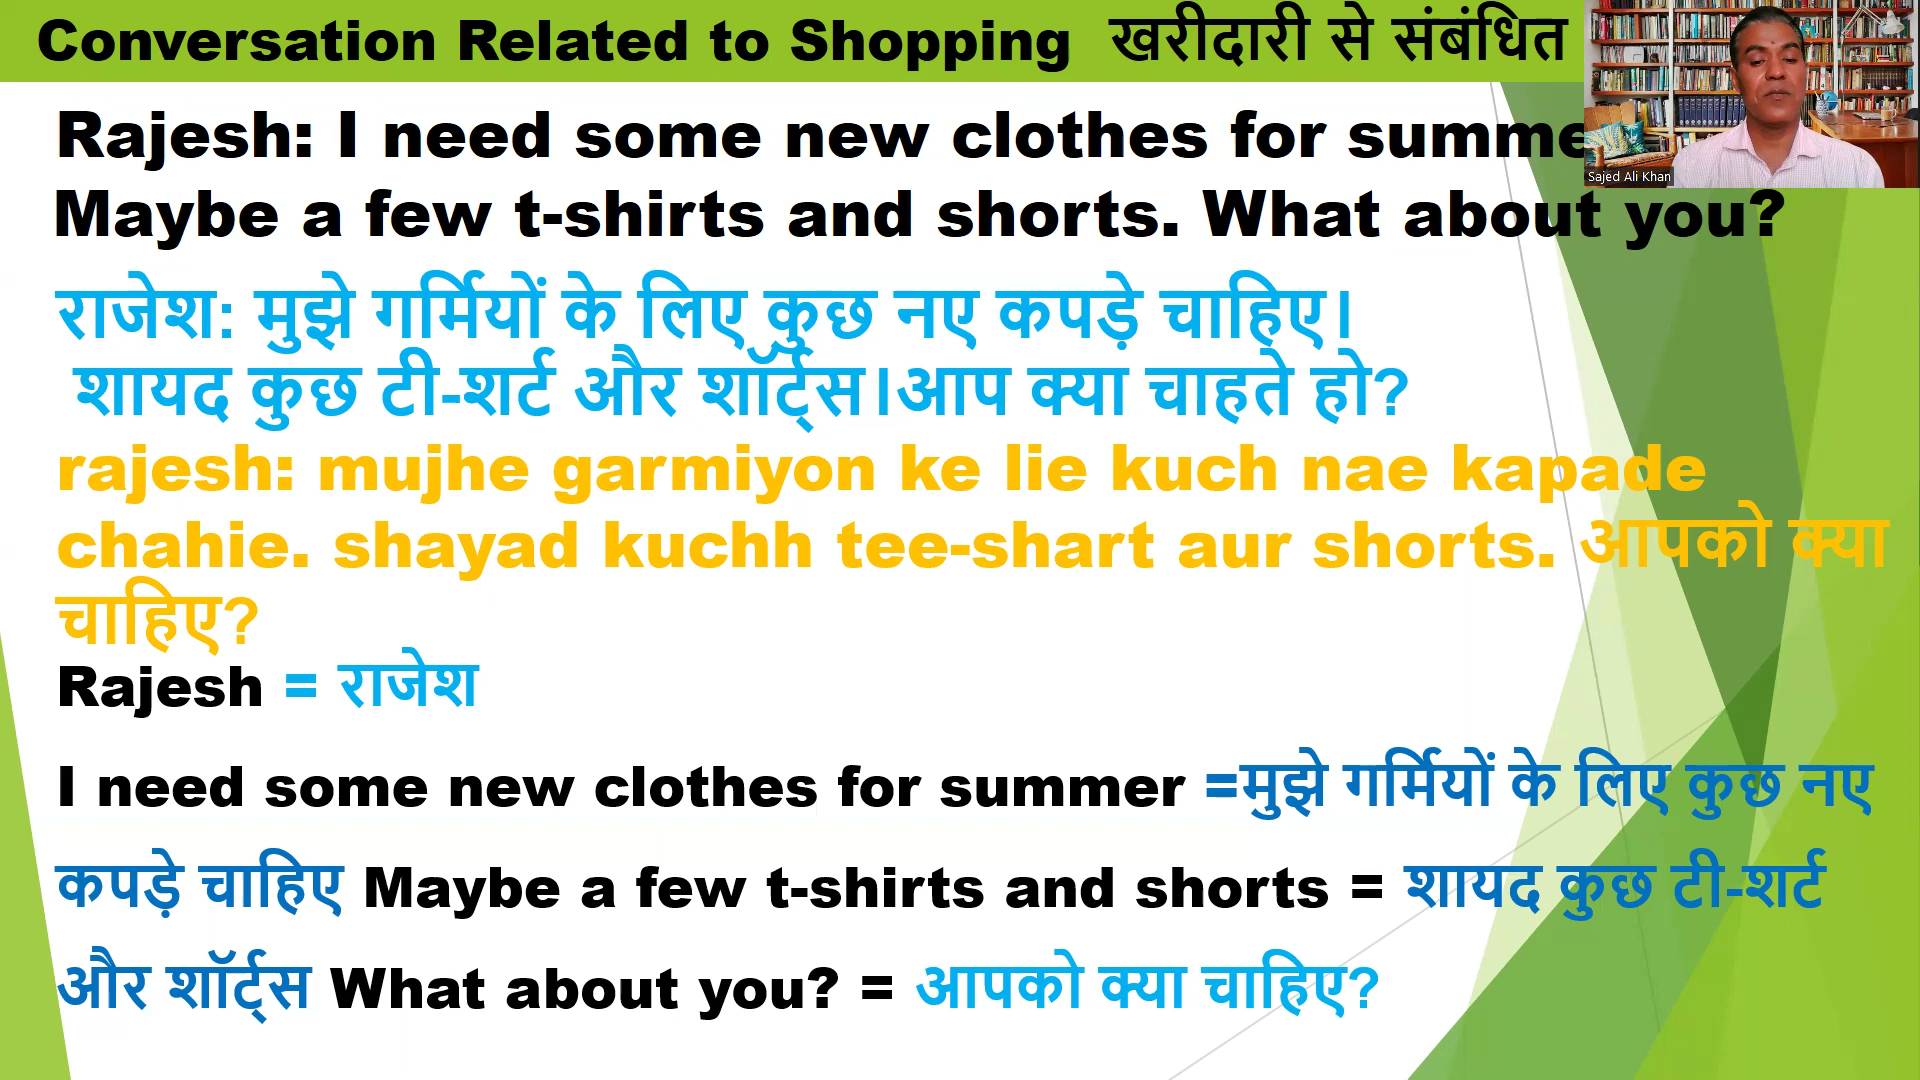 Conversation Related to Shopping खरीदारी से संबंधित
Rajesh: I need some new clothes for summe
Sajed Ali Khan
Maybe a few t-shirts and shorts. What about you?
राजेश: मुझे गर्मियों के लिए कुछ नए कपड़े चाहिए।
शायद कुछ टी-शर्ट और शॉर्ट्स।आप क्या चाहते हो?
rajesh: mujhe garmiyon ke lie kuch nae kapade
chahie. shayad kuchh tee-shart aur shorts. आपको क्या
चाहिए?
Rajesh = राजेश
I need some new clothes for summer =मुझे गर्मियों के लिए कुछ नए
कपड़े चाहिए Maybe a few t-shirts and shorts = शायद कुछ टी-शर्ट
और शॉर्ट्स What about you? = आपको क्या चाहिए?